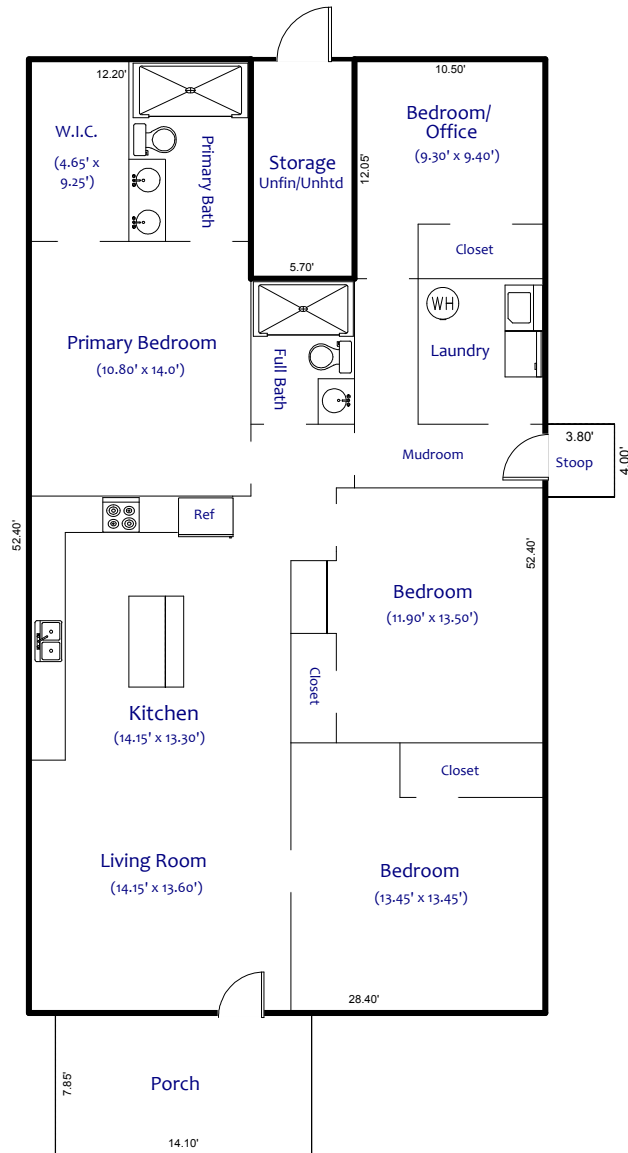 12.20'
10.50'
W.I.C.
(4.65' x
9.25')
Primary Bath
Storage
Unfin/Unhtd
12.05'
5.70'
Bedroom/
Office
(9.30' x 9.40')
Closet
WH
Laundry
Primary Bedroom
(10.80' x 14.0')
Full Bath
Mudroom
3.80'
Stoop
4.00'
Ref
52.40'
52.40'
Bedroom
(11.90' x 13.50')
Closet
Kitchen
(14.15' x 13.30')
Closet
Living Room
(14.15' x 13.60')
Bedroom
(13.45' x 13.45')
28.40'
7.85'
Porch
14.10'